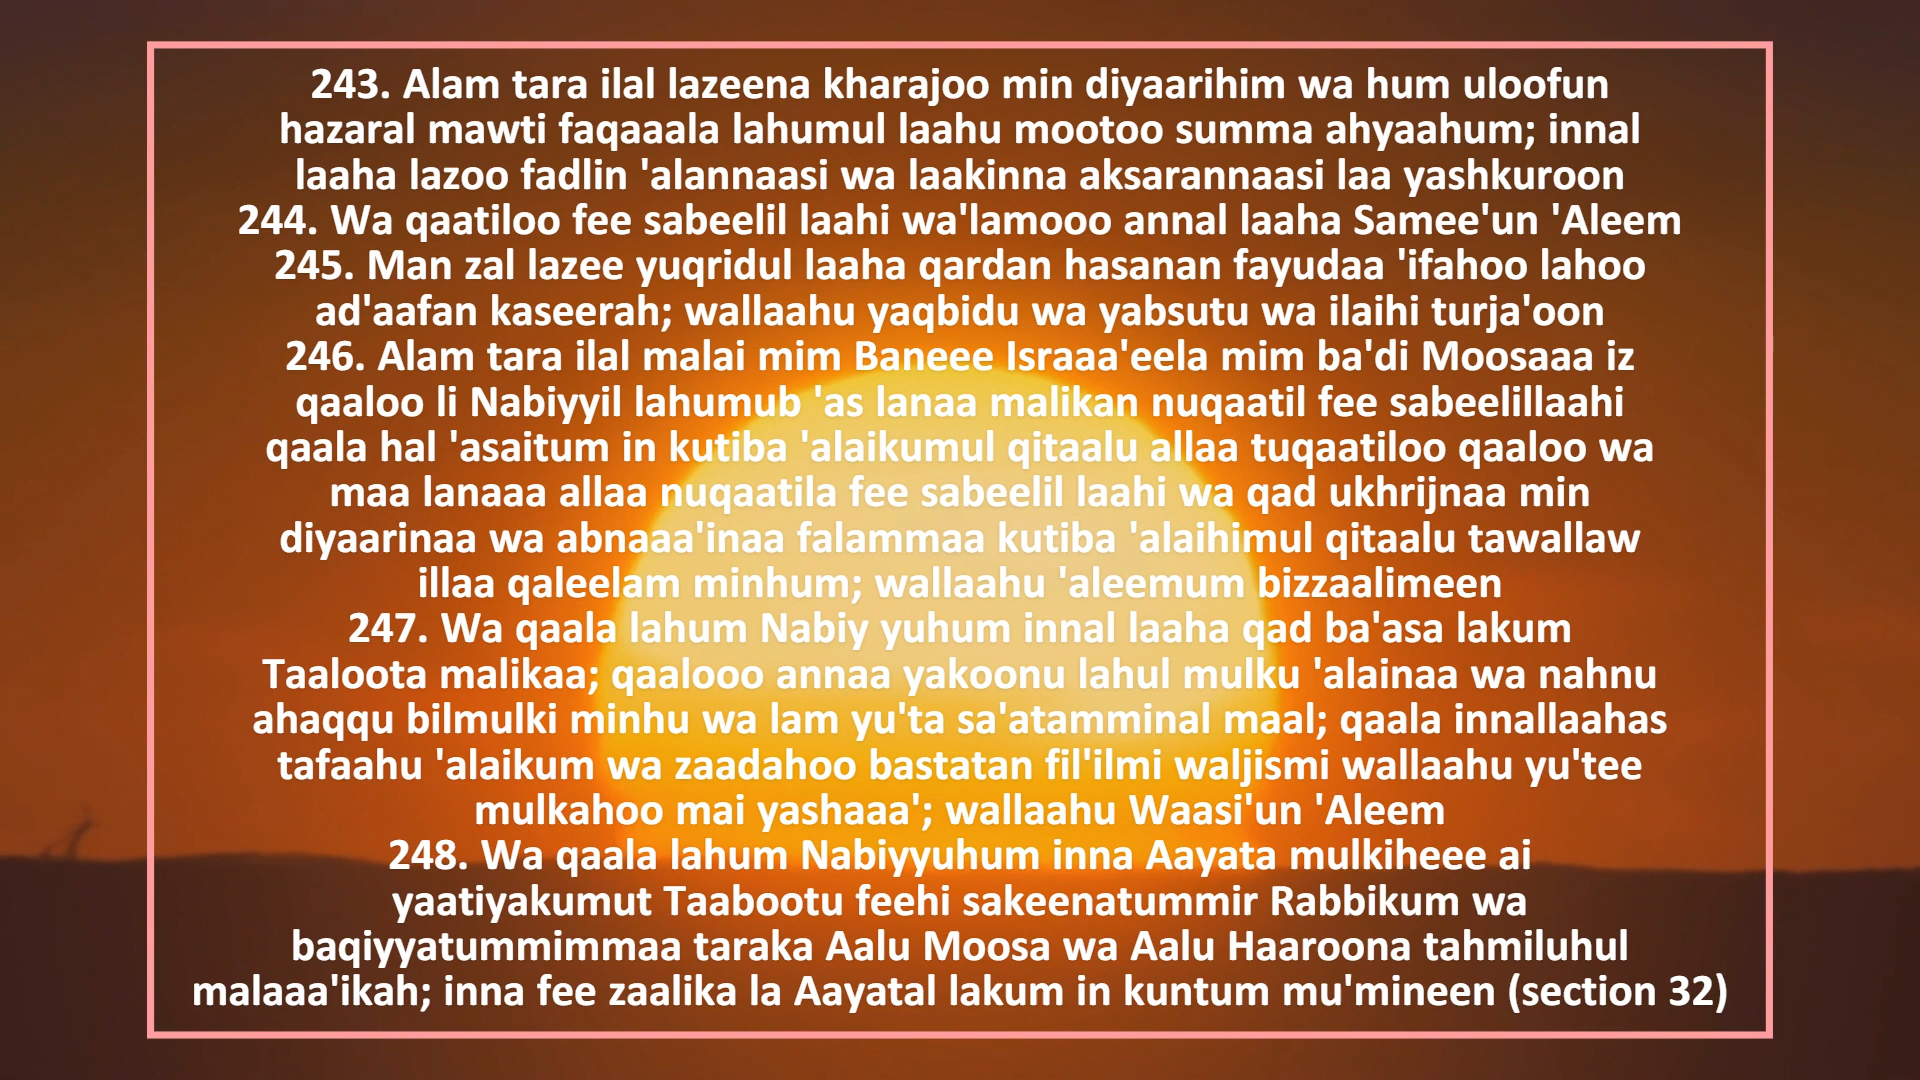 243. Alam tara ilal lazeena kharajoo min diyaarihim wa hum uloofun
hazaral mawti faqaaala lahumul laahu mootoo summa ahyaahum; innal
laaha lazoo fadlin 'alannaasi wa laakinna aksarannaasi laa yashkuroon
244. Wa qaatiloo fee sabeelil laahi wa'lamooo annal laaha Samee'un 'Aleem
245. Man zal lazee yuqridul laaha qardan hasanan fayudaa 'ifahoo lahoo
ad'aafan kaseerah; wallaahu yaqbidu wa yabsutu wa ilaihi turja'oon
246. Alam tara ilal malai mim Baneee Israaa'eela mim ba'di Moosaaa iz
qaaloo li Nabiyyil lahumub 'as lanaa malikan nuqaatil fee sabeelillaahi
qaala hal 'asaitum in kutiba 'alaikumul qitaalu allaa tuqaatiloo qaaloo wa
maa lanaaa allaa nuqaatila fee sabeelil laahi wa qad ukhrijnaa min
diyaarinaa wa abnaaa'inaa falammaa kutiba 'alaihimul qitaalu tawallaw
illaa qaleelam minhum; wallaahu 'aleemum bizzaalimeen
247. Wa qaala lahum Nabiy yuhum innal laaha qad ba'asa lakum
Taaloota malikaa; qaalooo annaa yakoonu lahul mulku 'alainaa wa nahnu
ahaqqu bilmulki minhu wa lam yu'ta sa'atamminal maal; qaala innallaahas
tafaahu 'alaikum wa zaadahoo bastatan fil'ilmi waljismi wallaahu yu'tee
mulkahoo mai yashaaa'; wallaahu Waasi'un 'Aleem
248. Wa qaala lahum Nabiyyuhum inna Aayata mulkiheee ai
yaatiyakumut Taabootu feehi sakeenatummir Rabbikum wa
baqiyyatummimmaa taraka Aalu Moosa wa Aalu Haaroona tahmiluhul
malaaa'ikah; inna fee zaalika la Aayatal lakum in kuntum mu'mineen (section 32)